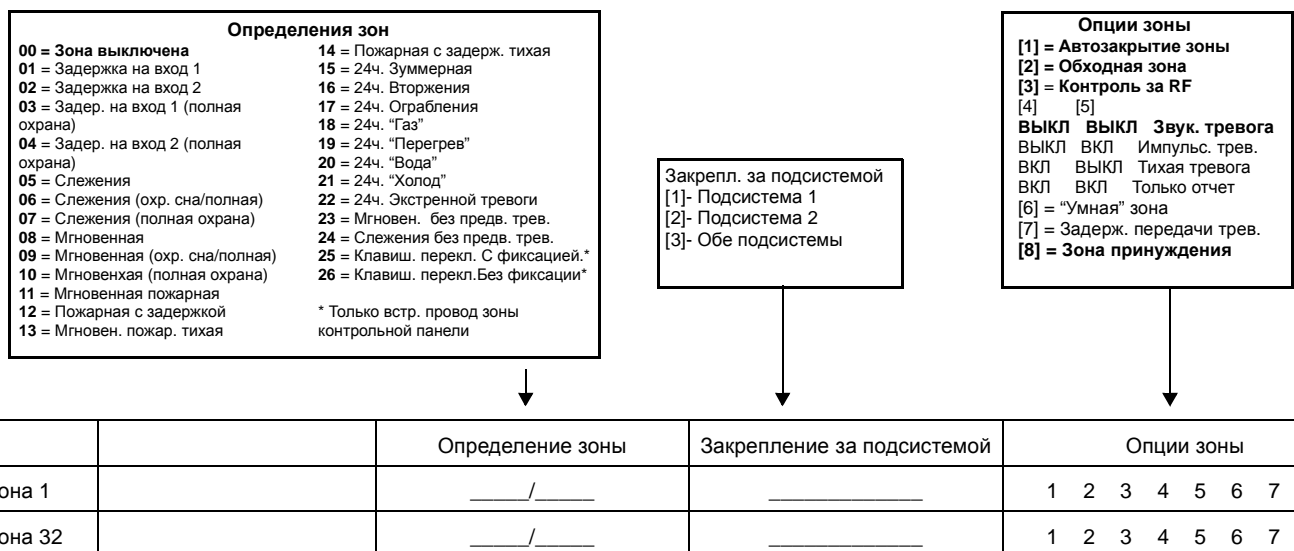 Определения зон
00 = Зона выключена
01 = Задержка на вход 1
02 = Задержка на вход 2
03 = Задер. на вход 1 (полная
охрана)
04 = Задер. на вход 2 (полная
охрана)
05 = Слежения
06 = Слежения (охр. сна/полная)
07 = Слежения (полная охрана)
08 = Мгновенная
09 = Мгновенная (охр. сна/полная)
10 = Мгновенхая (полная охрана)
11 = Мгновенная пожарная
12 = Пожарная с задержкой
13 = Мгновен. пожар. тихая
14 = Пожарная с задерж. тихая
15 = 24ч. Зуммерная
16 = 24ч. Вторжения
17 = 24ч. Ограбления
18 = 24ч. “Газ”
19 = 24ч. “Перегрев”
20 = 24ч. “Вода”
21 = 24ч. “Холод”
22 = 24ч. Экстренной тревоги
23 = Мгновен. без предв. трев.
24 = Слежения без предв. трев.
25 = Клавиш. перекл. С фиксацией.*
26 = Клавиш. перекл.Без фиксации*
* Только встр. провод зоны
контрольной панели
Закрепл. за подсистемой
[1]- Подсистема 1
[2]- Подсистема 2
[3]- Обе подсистемы
Опции зоны
[1] = Автозакрытие зоны
[2] = Обходная зона
[3] = Контроль за RF
[4] [5]
ВЫКЛ ВЫКЛ Звук. тревога
ВЫКЛ ВКЛ Импульс. трев.
ВКЛ ВЫКЛ Тихая тревога
ВКЛ ВКЛ Только отчет
[6] = “Умная” зона
[7] = Задерж. передачи трев.
[8] = Зона принуждения
Определение зоны Закрепление за подсистемой Опции зоны
она 1 _____/_____ _____________ 1 2 3 4 5 6 7
она 32 _____/_____ _____________ 1 2 3 4 5 6 7